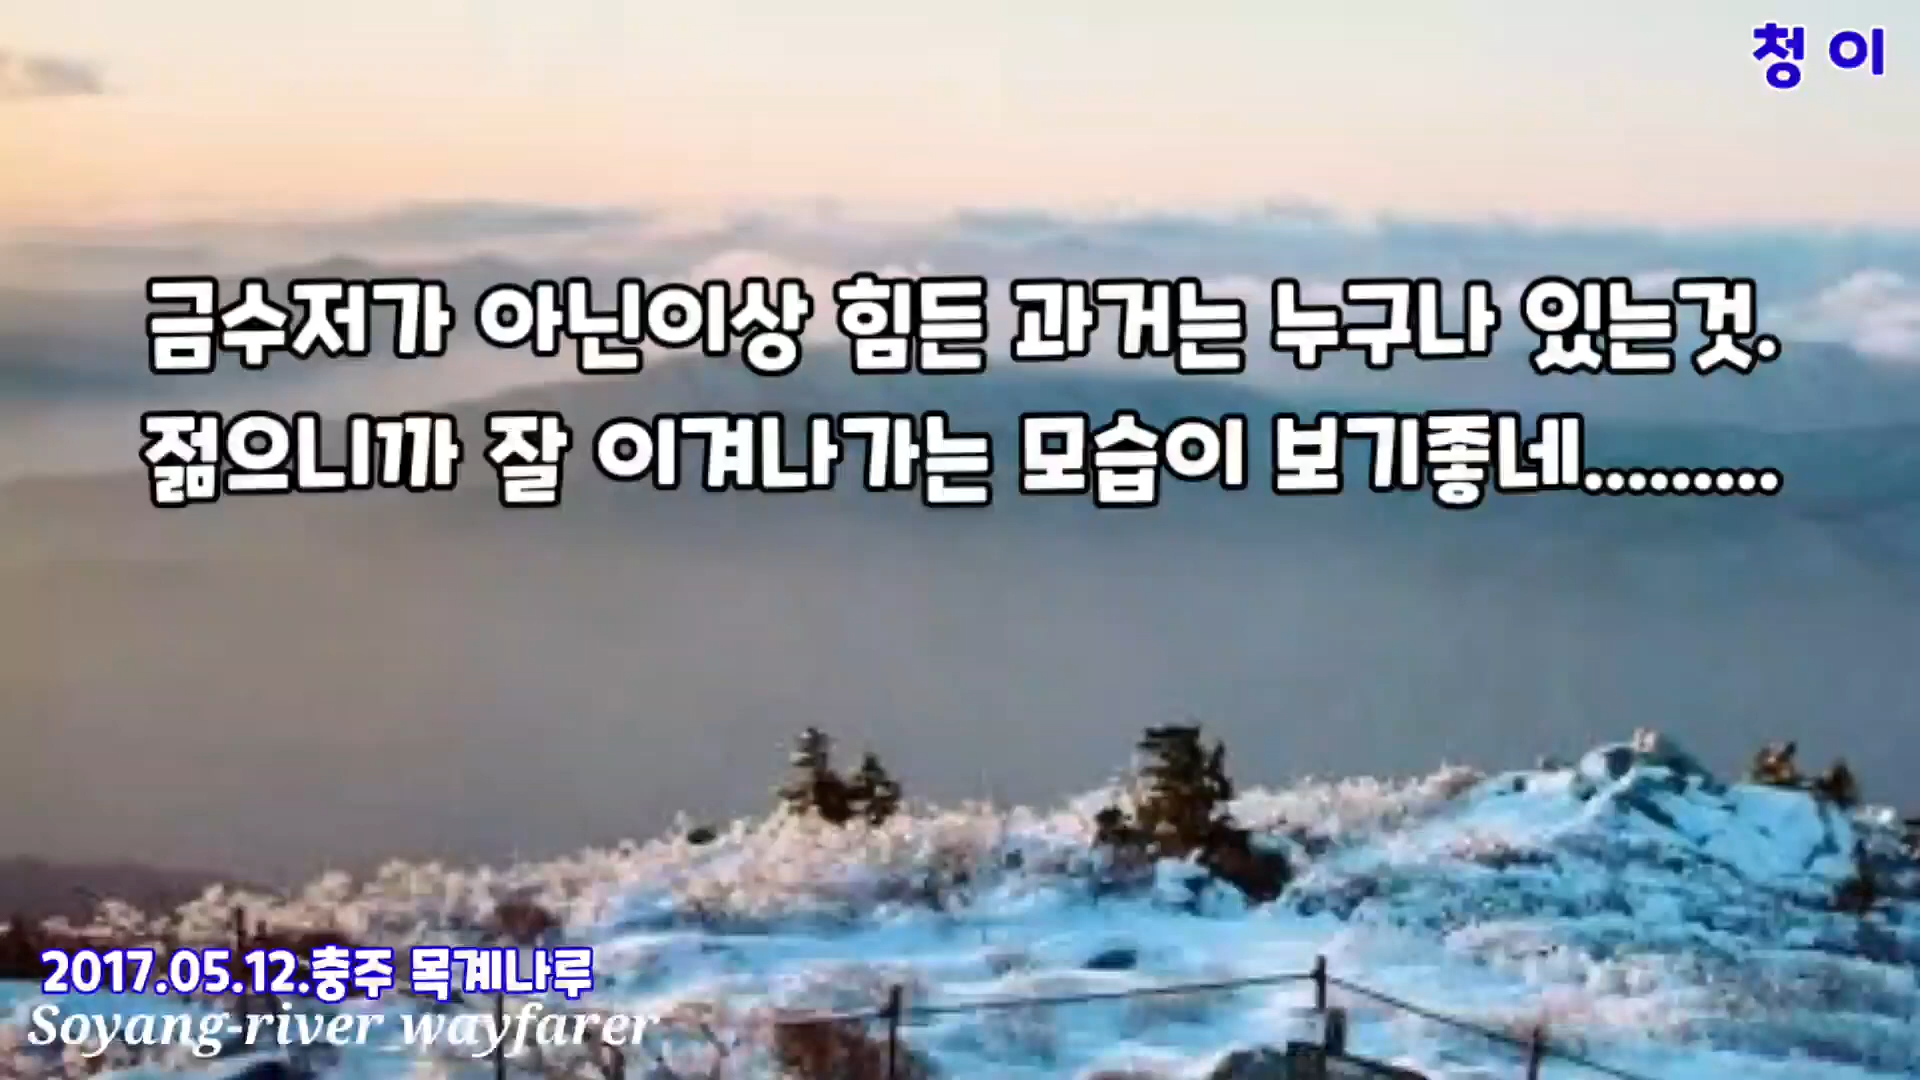 청 이
금수저가 아닌이상 힘든 과거는 누구나 있는것.
젊으니까 잘 이겨나가는 모습이 보기좋네.........
2017.05.12.충주 목계나루
Soyang-river wayfarer